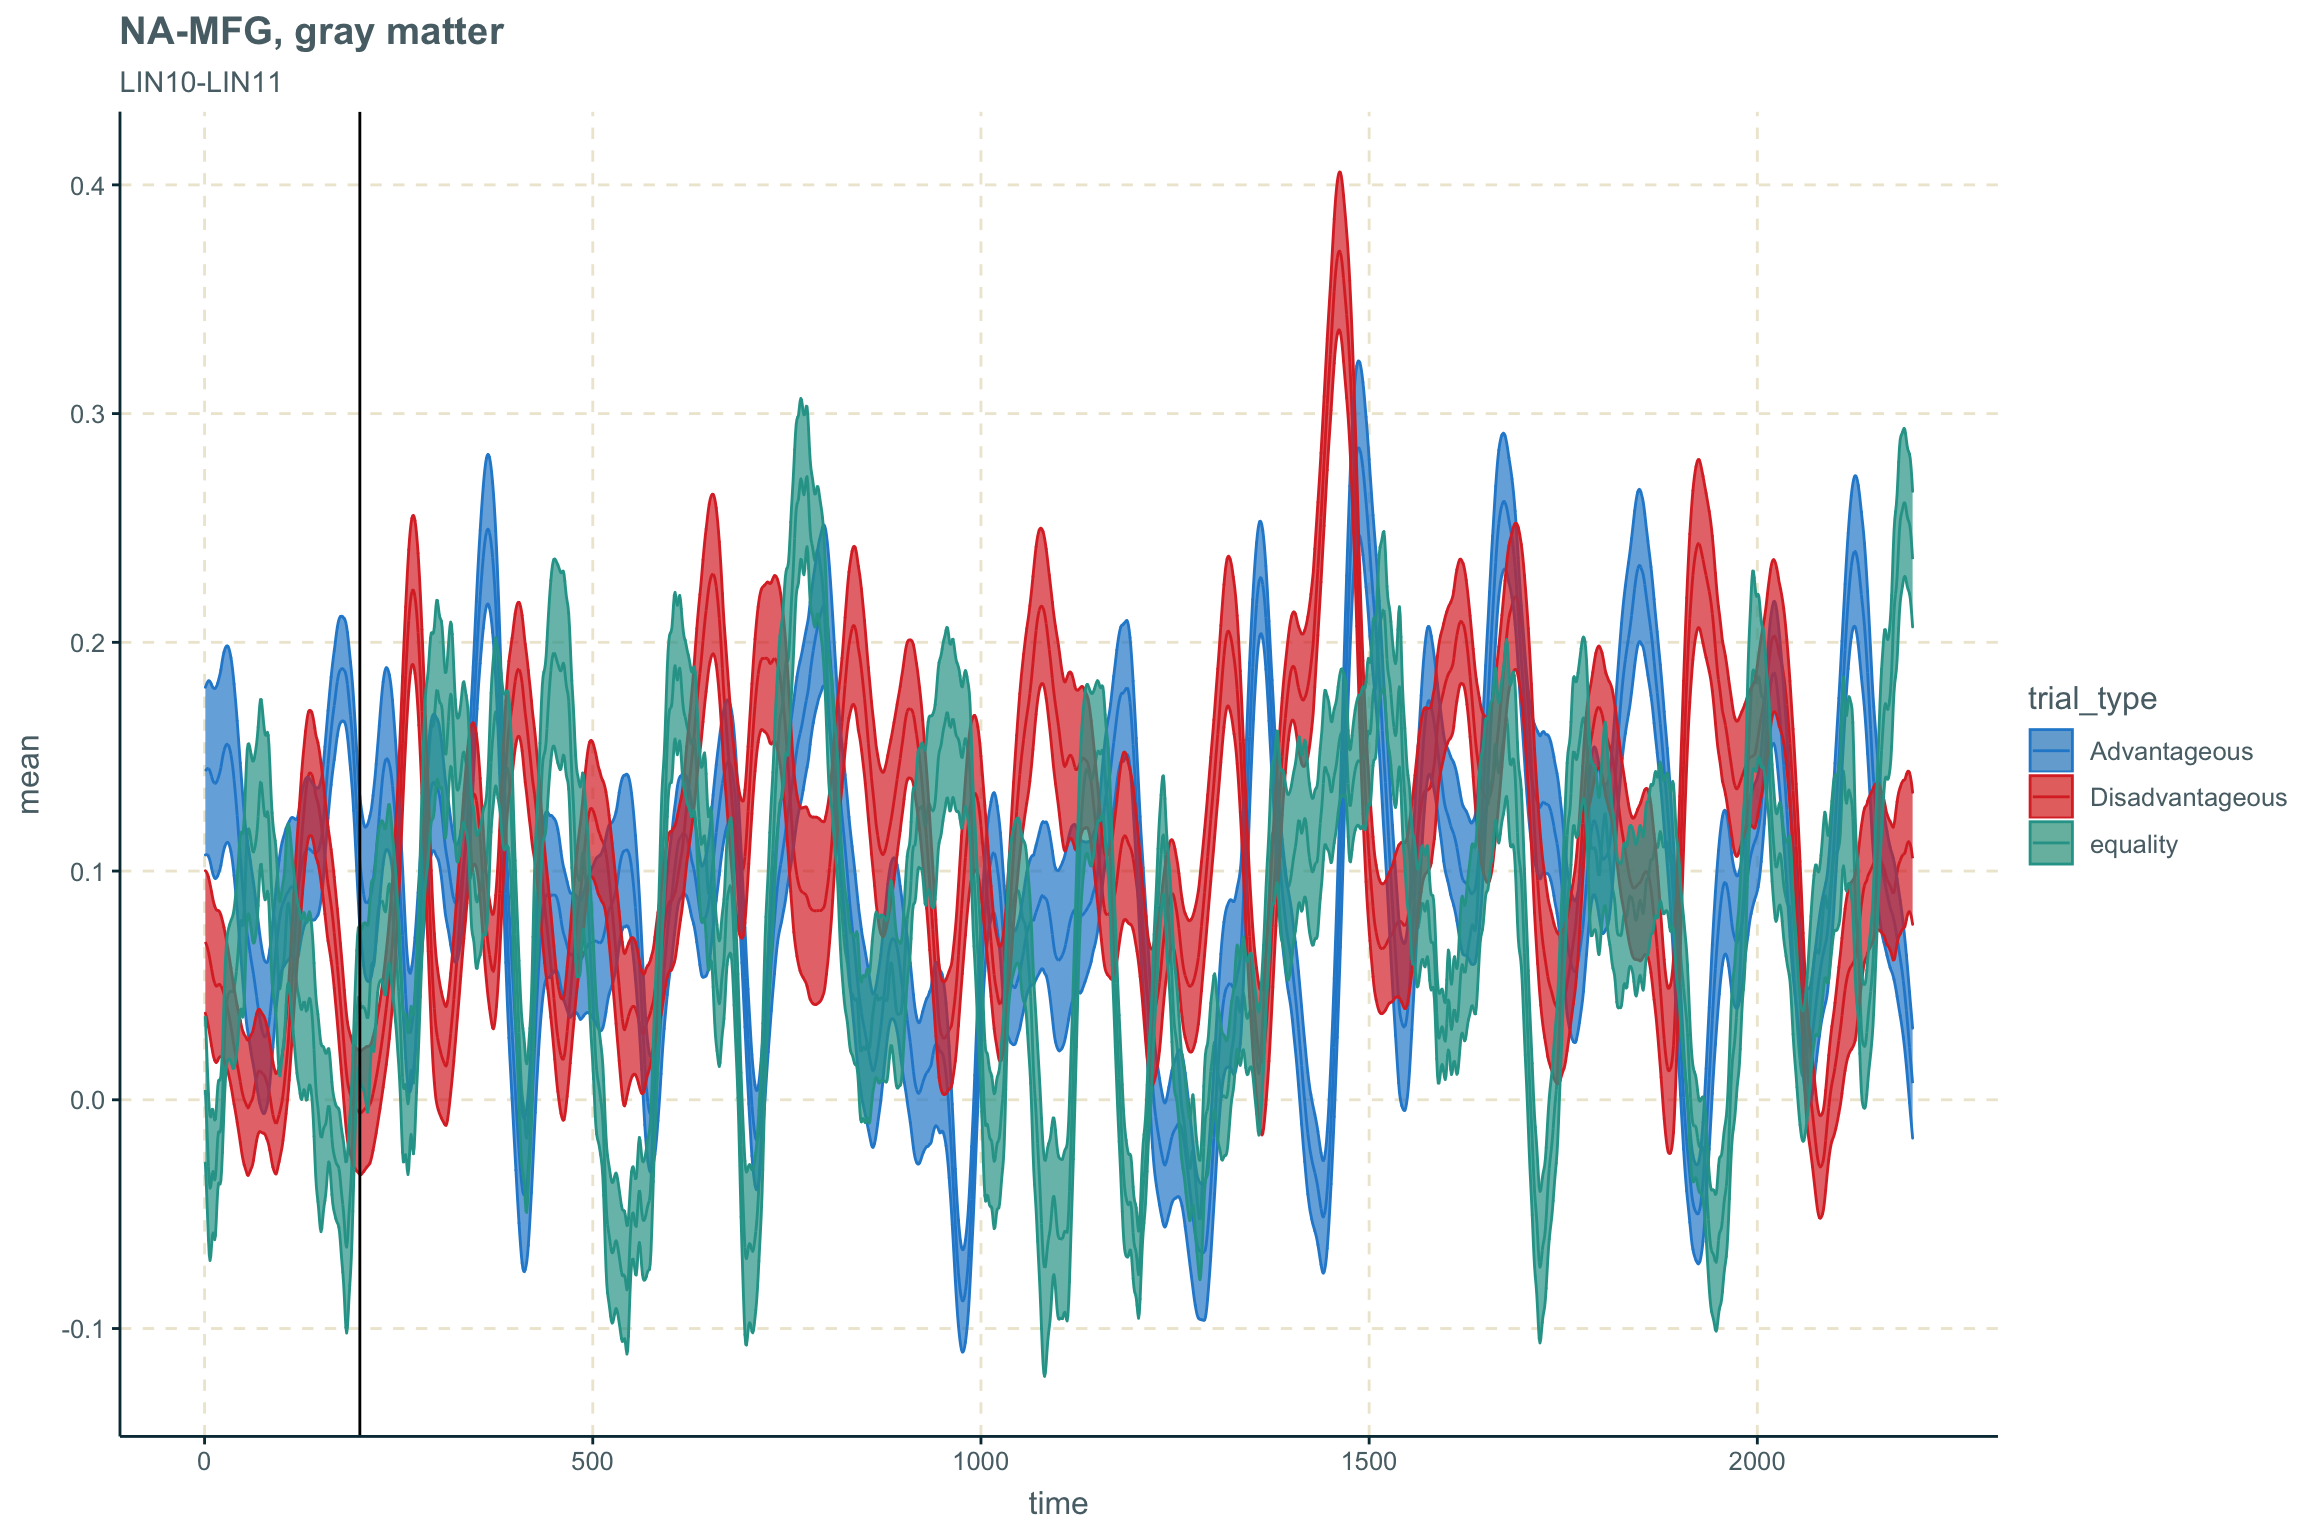 NA-MFG, gray matter
LIN10-LIN11
mean
0.4
0.3
0.2
0.1
0.0
-0.1
0
500
1000
1500
2000
time
trial_type
Advantageous
Disadvantageous
equality